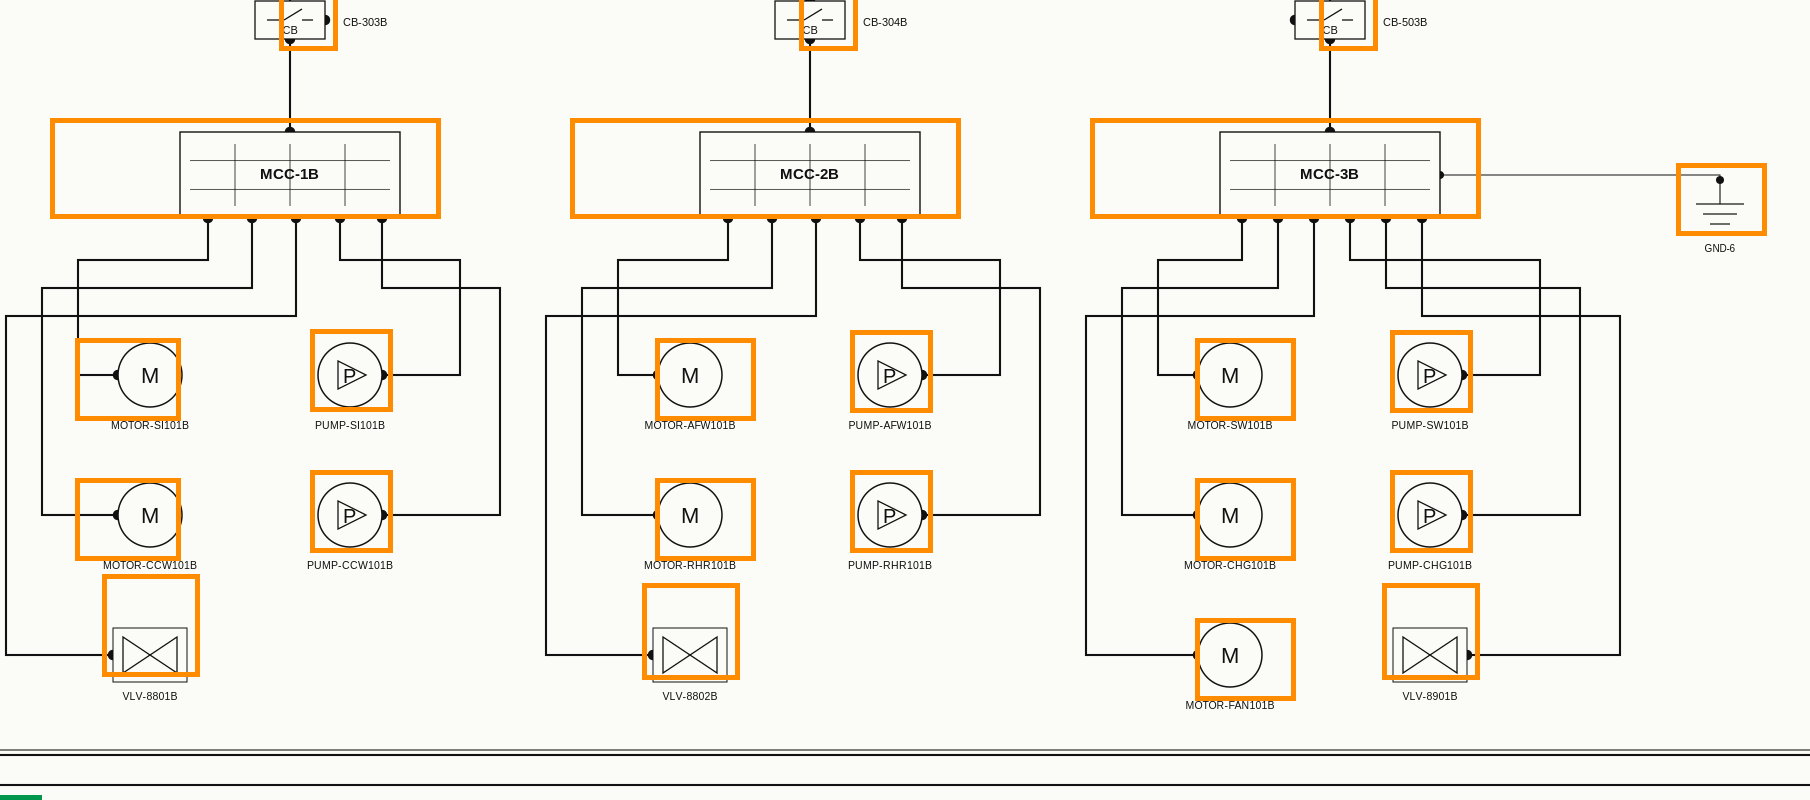 CB CB-303B CB CB-304B CB CB-503B
MCC-1B MCC-2B MCC-3B
GND-6
M P M P M P
MOTOR-SI101B PUMP-SI101B MOTOR-AFW101B PUMP-AFW101B MOTOR-SW101B PUMP-SW101B
M P M P M P
MOTOR-CCW101B PUMP-CCW101B MOTOR-RHR101B PUMP-RHR101B MOTOR-CHG101B PUMP-CHG101B
M
VLV-8801B VLV-8802B VLV-8901B
MOTOR-FAN101B